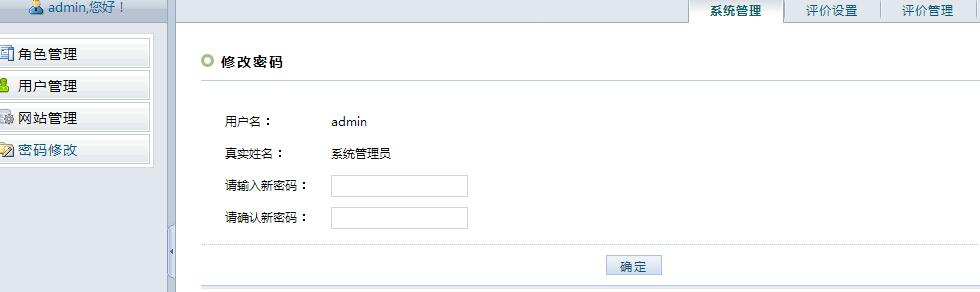 admin,您好！
系统管理 评价设置 评价管理
角色管理
用户管理
网站管理
密码修改
修改密码
用户名： admin
真实姓名： 系统管理员
请输入新密码：
请确认新密码：
确定